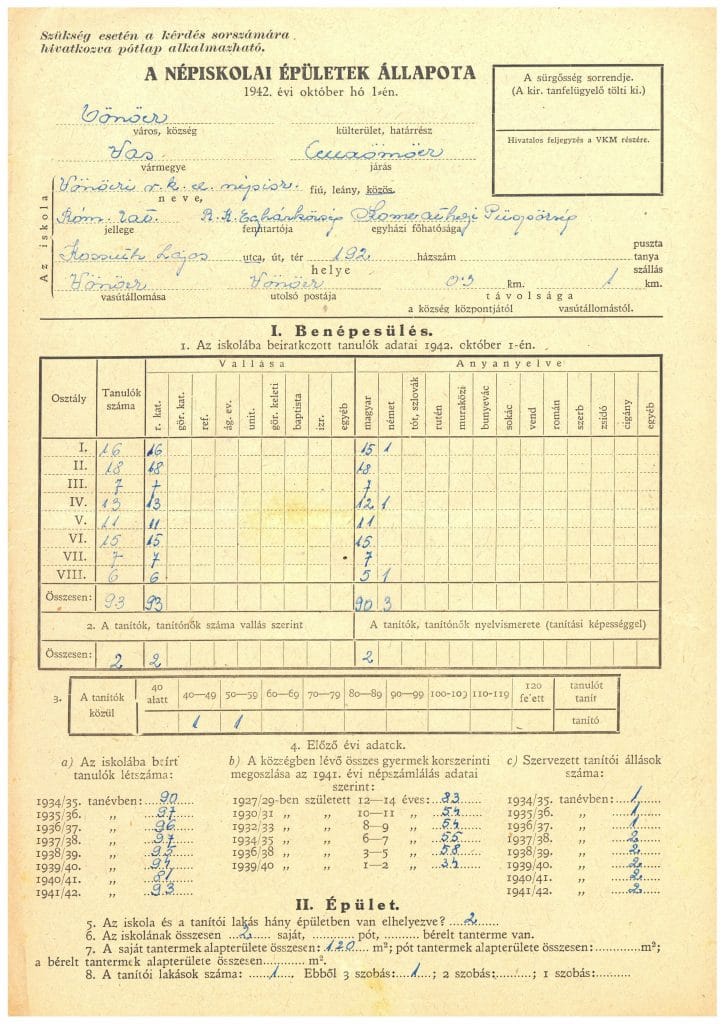 Szükség esetén a kérdés sorszámára
hivatkozva pótlap alkalmazható.
A NÉPISKOLAI ÉPÜLETEK ÁLLAPOTA
1942. évi október hó 1-én.
A sürgősség sorrendje.
(A kir. tanfelügyelő tölti ki.)
Hivatalos feljegyzés a VKM részére.
Vönöck
város, község külterület, határrész
Vas
vármegye járás
Az iskola
Vönöcki r. k. e. népisk. fiú, leány, közös.
neve,
Róm. kat. R. K. Egyházközség Püspökség
jellege fenntartója egyházi főhatósága
Kossuth Lajos utca, út, tér 192 házszám puszta
tanya
helye szállás
Vönöck Vönöck 0.3 km. 1 km.
vasútállomása utolsó postája távolsága
a község központjától vasútállomástól.
I. Benépesülés.
1. Az iskolába beiratkozott tanulók adatai 1942. október 1-én.
Osztály Tanulók száma Vallása Anyanyelve
r. kat. gör. kat. ref. ág. ev. unit. gör. keleti baptista izr. egyéb magyar német tót, szlovák rutén muraközi bunyevác sokác vend román szerb zsidó cigány egyéb
I. 16 16 15 1
II. 18 18 18
III. 7 7 7
IV. 13 13 12 1
V. 11 11 11
VI. 15 15 15
VII. 7 7 7
VIII. 6 6 5 1
Összesen: 93 93 90 3
2. A tanítók, tanítónők száma vallás szerint A tanítók, tanítónők nyelvismerete (tanítási képességgel)
Összesen: 2 2 2
3. A tanítók közül 40 alatt 40—49 50—59 60—69 70—79 80—89 90—99 100-109 110-119 120 felett tanulót tanít
1 1 tanító
4. Előző évi adatok.
a) Az iskolába beírt tanulók létszáma:
1934/35. tanévben: 90
1935/36. „ 97
1936/37. „ 96
1937/38. „ 97
1938/39. „ 95
1939/40. „ 94
1940/41. „ 81
1941/42. „ 93
b) A községben lévő összes gyermek korszerinti
megoszlása az 1941. évi népszámlálás adatai
szerint:
1927/29-ben született 12—14 éves: 83
1930/31 „ „ 10—11 „ 54
1932/33 „ „ 8—9 „ 54
1934/35 „ „ 6—7 „ 55
1936/38 „ „ 3—5 „ 58
1939/40 „ „ 1—2 „ 34
c) Szervezett tanítói állások
száma:
1934/35. tanévben: 1
1935/36. „ 1
1936/37. „ 1
1937/38. „ 2
1938/39. „ 2
1939/40. „ 2
1940/41. „ 2
1941/42. „ 2
II. Épület.
5. Az iskola és a tanítói lakás hány épületben van elhelyezve? 2
6. Az iskolának összesen 2 saját, pót, bérelt tanterme van.
7. A saját tantermek alapterülete összesen: 120 m²; pót tantermek alapterülete összesen: m²;
a bérelt tantermek alapterülete összesen m².
8. A tanítói lakások száma: 1. Ebből 3 szobás: 1; 2 szobás: ; 1 szobás: